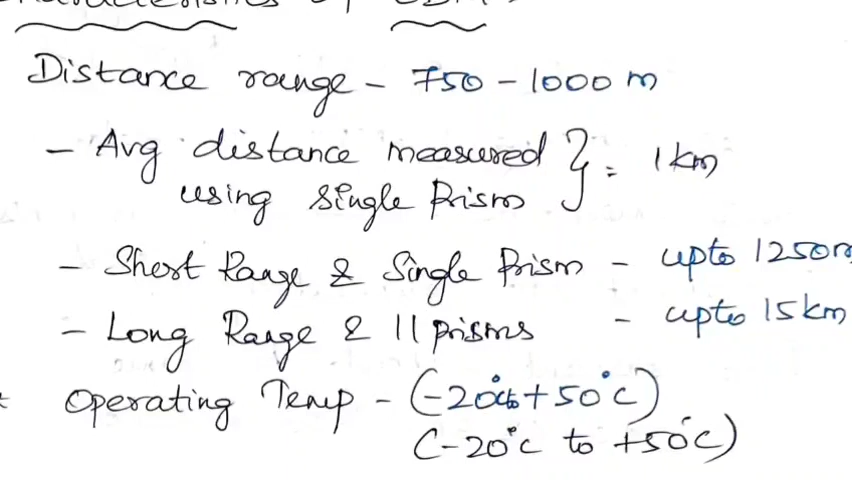 Distance range - 750 - 1000 m
- Avg distance measured using single Prism } = 1 km
- Short Range & Single Prism - upto 1250m
- Long Range & 11 prisms - upto 15 km
Operating Temp - (-20°C to +50°C)
(-20°C to +50°C)